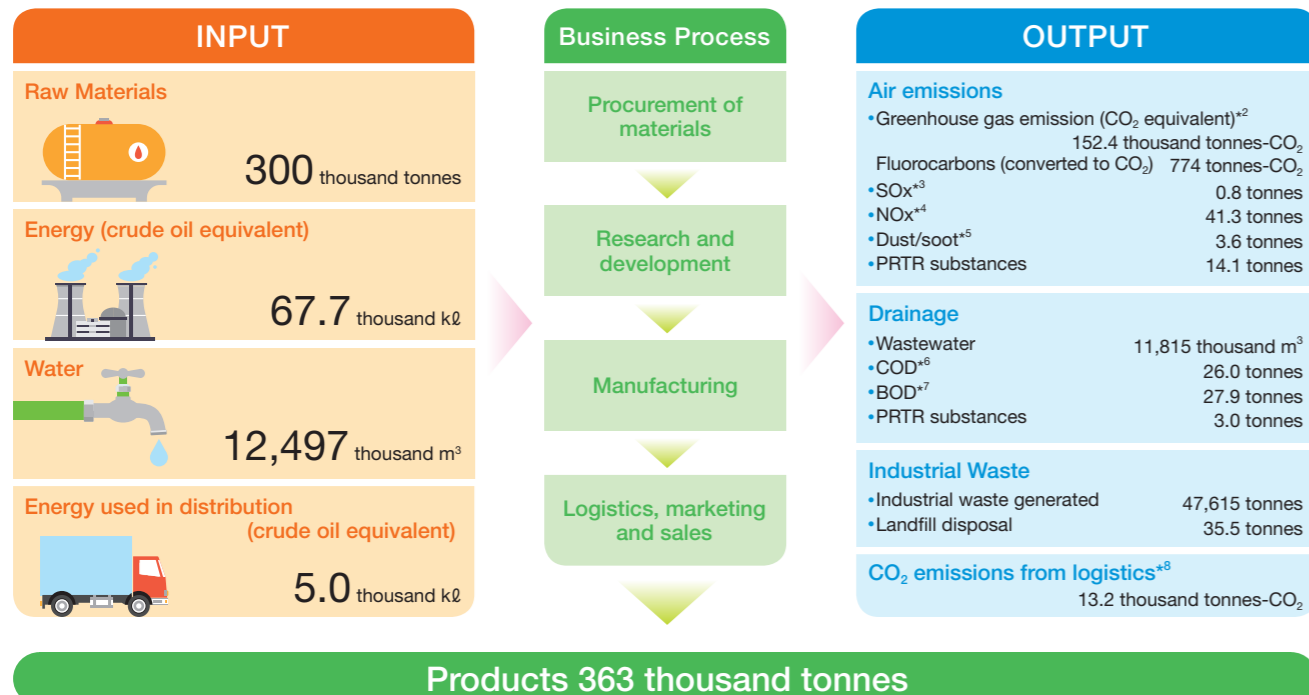 INPUT
Raw Materials
300 thousand tonnes
Energy (crude oil equivalent)
67.7 thousand kℓ
Water
12,497 thousand m³
Energy used in distribution
(crude oil equivalent)
5.0 thousand kℓ
Business Process
Procurement of
materials
Research and
development
Manufacturing
Logistics, marketing
and sales
OUTPUT
Air emissions
•Greenhouse gas emission (CO₂ equivalent)*²
152.4 thousand tonnes-CO₂
Fluorocarbons (converted to CO₂) 774 tonnes-CO₂
•SOx*³ 0.8 tonnes
•NOx*⁴ 41.3 tonnes
•Dust/soot*⁵ 3.6 tonnes
•PRTR substances 14.1 tonnes
Drainage
•Wastewater 11,815 thousand m³
•COD*⁶ 26.0 tonnes
•BOD*⁷ 27.9 tonnes
•PRTR substances 3.0 tonnes
Industrial Waste
•Industrial waste generated 47,615 tonnes
•Landfill disposal 35.5 tonnes
CO₂ emissions from logistics*⁸
13.2 thousand tonnes-CO₂
Products 363 thousand tonnes